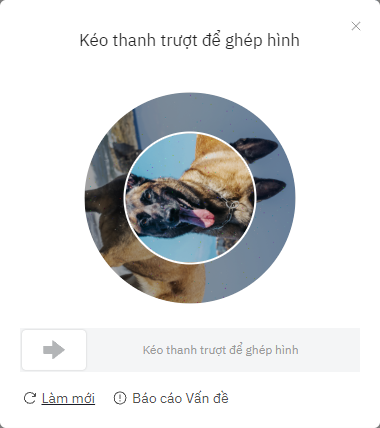 Kéo thanh trượt để ghép hình
Kéo thanh trượt để ghép hình
Làm mới
Báo cáo Vấn đề